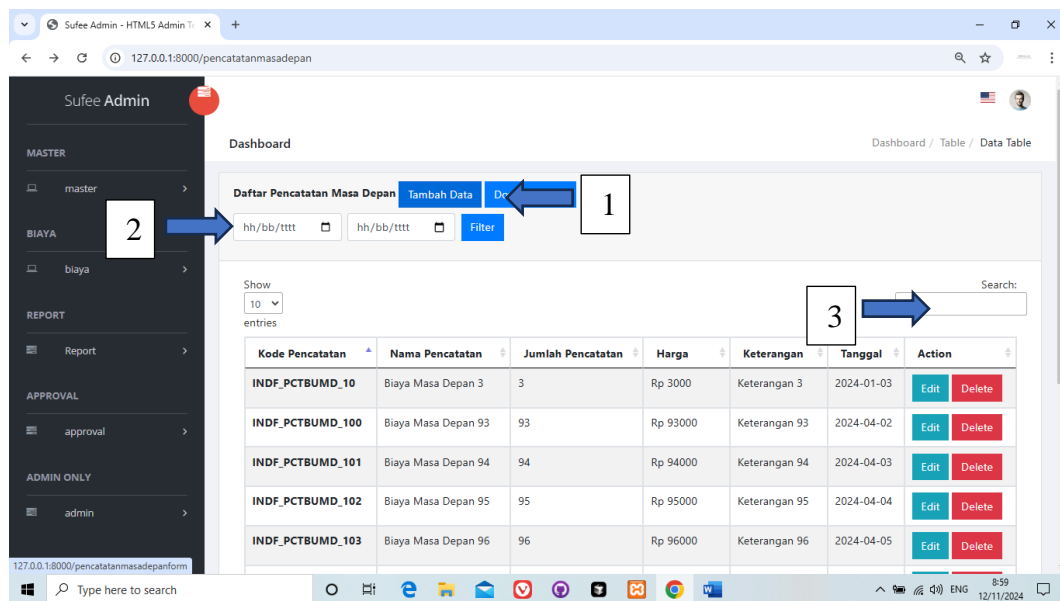 Sufee Admin - HTML5 Admin Te
127.0.0.1:8000/pencatatanmasadepan
Sufee Admin
Dashboard
Dashboard / Table / Data Table
MASTER
master
BIAYA
biaya
REPORT
Report
APPROVAL
approval
ADMIN ONLY
admin
Daftar Pencatatan Masa Depan Tambah Data
1
2
hh/bb/tttt hh/bb/tttt Filter
Show
10
entries
Search:
3
Kode Pencatatan Nama Pencatatan Jumlah Pencatatan Harga Keterangan Tanggal Action
INDF_PCTBUMD_10 Biaya Masa Depan 3 3 Rp 3000 Keterangan 3 2024-01-03 Edit Delete
INDF_PCTBUMD_100 Biaya Masa Depan 93 93 Rp 93000 Keterangan 93 2024-04-02 Edit Delete
INDF_PCTBUMD_101 Biaya Masa Depan 94 94 Rp 94000 Keterangan 94 2024-04-03 Edit Delete
INDF_PCTBUMD_102 Biaya Masa Depan 95 95 Rp 95000 Keterangan 95 2024-04-04 Edit Delete
INDF_PCTBUMD_103 Biaya Masa Depan 96 96 Rp 96000 Keterangan 96 2024-04-05 Edit Delete
127.0.0.1:8000/pencatatanmasadepanform
Type here to search
ENG
8:59
12/11/2024